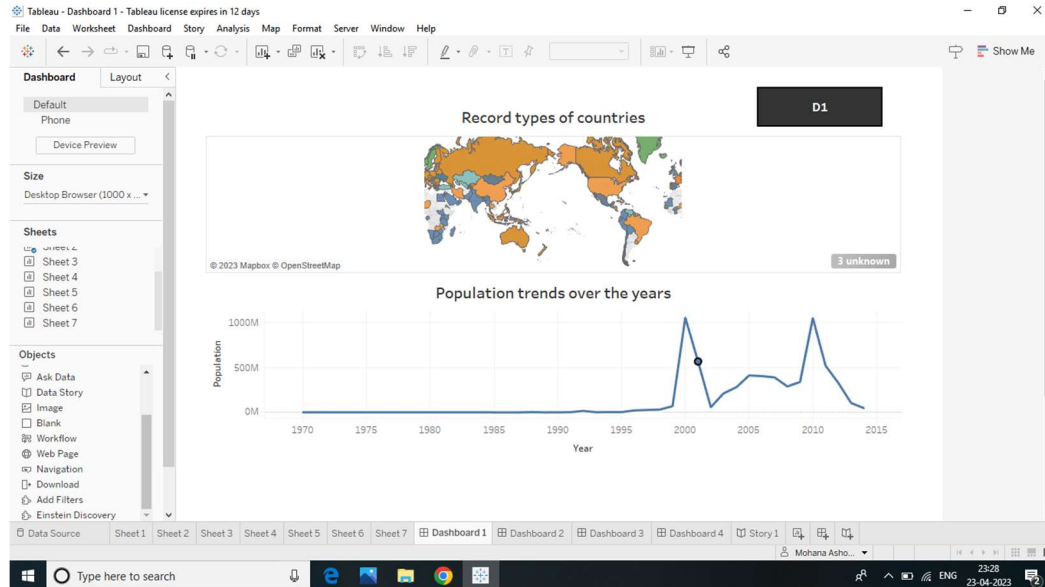 Tableau - Dashboard 1 - Tableau license expires in 12 days
File Data Worksheet Dashboard Story Analysis Map Format Server Window Help
Show Me
Dashboard Layout
Default
Phone
Device Preview
Size
Desktop Browser (1000 x ...
Sheets
Sheet 2
Sheet 3
Sheet 4
Sheet 5
Sheet 6
Sheet 7
Objects
Ask Data
Data Story
Image
Blank
Workflow
Web Page
Navigation
Download
Add Filters
Einstein Discovery
D1
Record types of countries
© 2023 Mapbox © OpenStreetMap
3 unknown
Population trends over the years
1000M
500M
0M
Population
1970 1975 1980 1985 1990 1995 2000 2005 2010 2015
Year
Data Source Sheet 1 Sheet 2 Sheet 3 Sheet 4 Sheet 5 Sheet 6 Sheet 7 Dashboard 1 Dashboard 2 Dashboard 3 Dashboard 4 Story 1
Mohana Asho...
Type here to search
ENG
23:28
23-04-2023
2